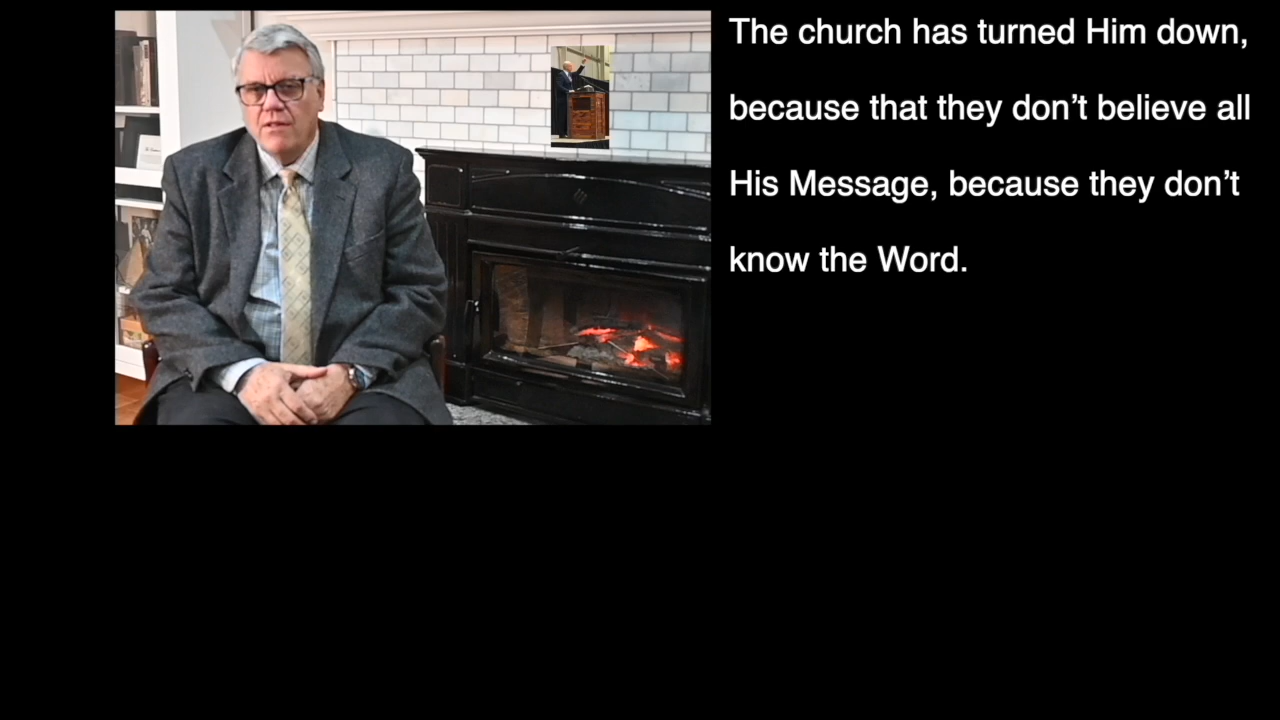 The church has turned Him down,
because that they don’t believe all
His Message, because they don’t
know the Word.